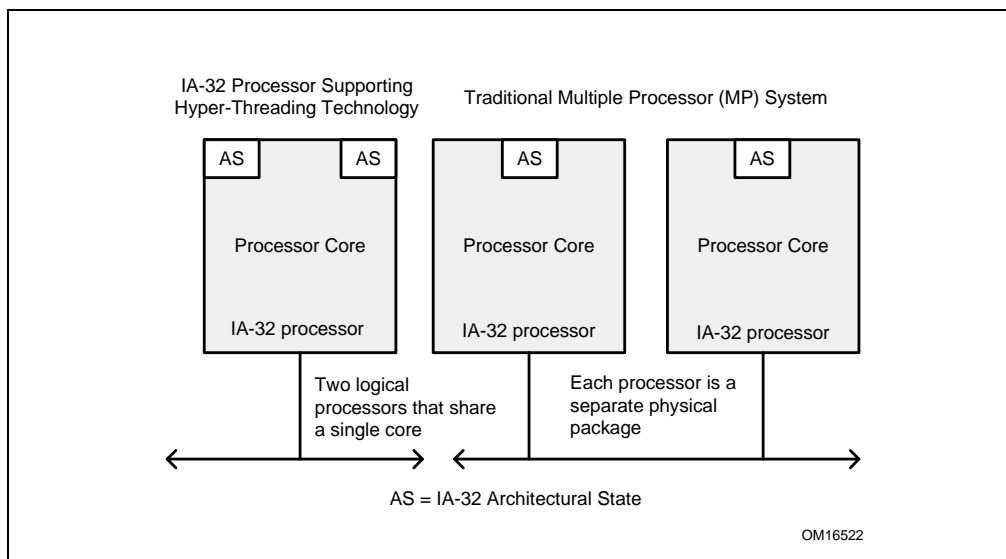 IA-32 Processor Supporting
Hyper-Threading Technology
Traditional Multiple Processor (MP) System
AS
AS
AS
AS
Processor Core
Processor Core
Processor Core
IA-32 processor
IA-32 processor
IA-32 processor
Two logical
processors that share
a single core
Each processor is a
separate physical
package
AS = IA-32 Architectural State
OM16522